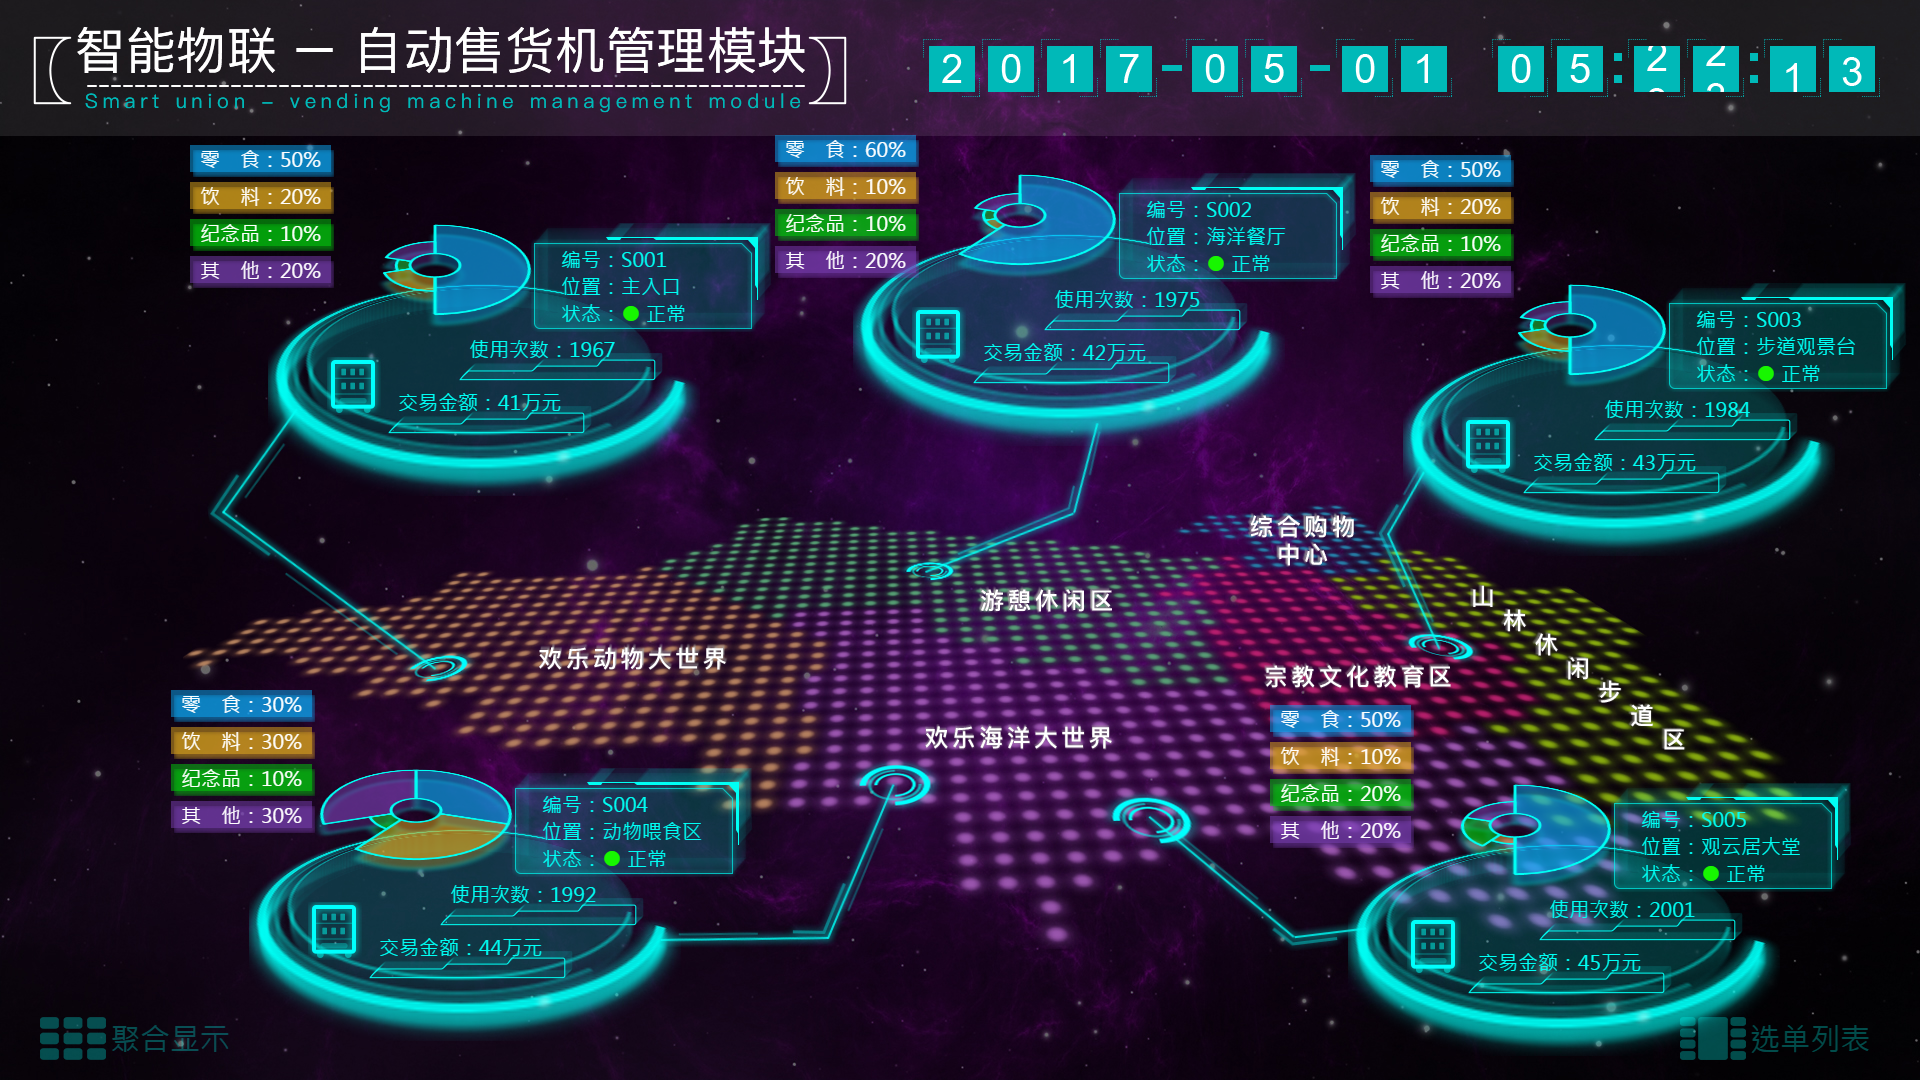 智能物联 — 自动售货机管理模块
Smart union – vending machine management module
2017-05-01
零 食：50%
饮 料：20%
纪念品：10%
其 他：20%
编号：S001
位置：主入口
状态： 正常
使用次数：1967
交易金额：41万元
零 食：60%
饮 料：10%
纪念品：10%
其 他：20%
编号：S002
位置：海洋餐厅
状态： 正常
使用次数：1975
交易金额：42万元
零 食：50%
饮 料：20%
纪念品：10%
其 他：20%
编号：S003
位置：步道观景台
状态： 正常
使用次数：1984
交易金额：43万元
综合购物
中心
游憩休闲区
欢乐动物大世界
宗教文化教育区
山林休闲步道区
欢乐海洋大世界
零 食：30%
饮 料：30%
纪念品：10%
其 他：30%
编号：S004
位置：动物喂食区
状态： 正常
使用次数：1992
交易金额：44万元
零 食：50%
饮 料：10%
纪念品：20%
其 他：20%
编号：S005
位置：观云居大堂
状态： 正常
使用次数：2001
交易金额：45万元
聚合显示
选单列表